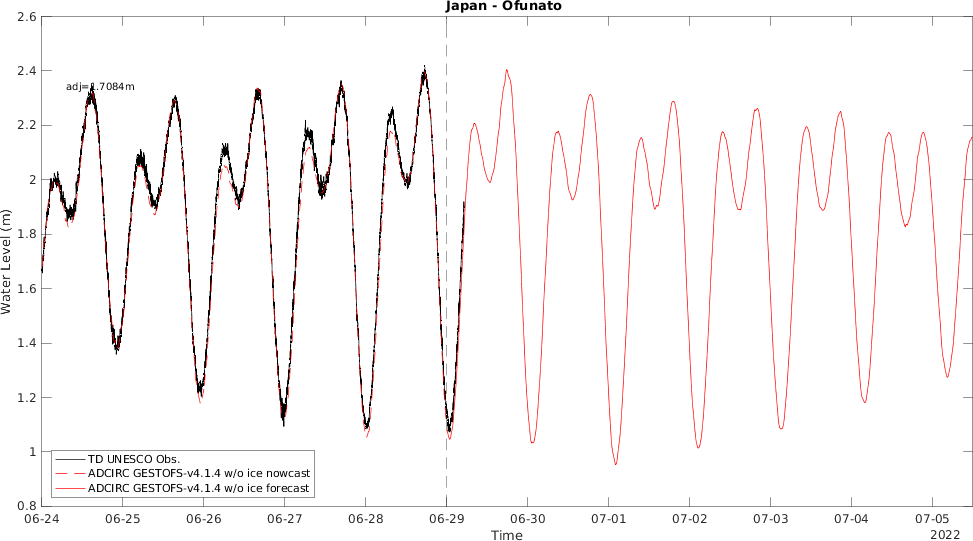 Japan - Ofunato
2.6
2.4
adj=1.7084m
2.2
2
1.8
Water Level (m)
1.6
1.4
1.2
1
TD UNESCO Obs.
ADCIRC GESTOFS-v4.1.4 w/o ice nowcast
ADCIRC GESTOFS-v4.1.4 w/o ice forecast
0.8
06-24 06-25 06-26 06-27 06-28 06-29 06-30 07-01 07-02 07-03 07-04 07-05
Time 2022